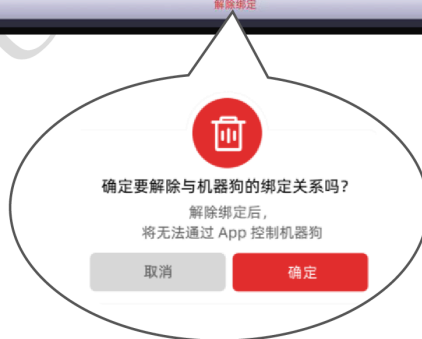 解除绑定
确定要解除与机器狗的绑定关系吗?
解除绑定后,
将无法通过 App 控制机器狗
取消
确定